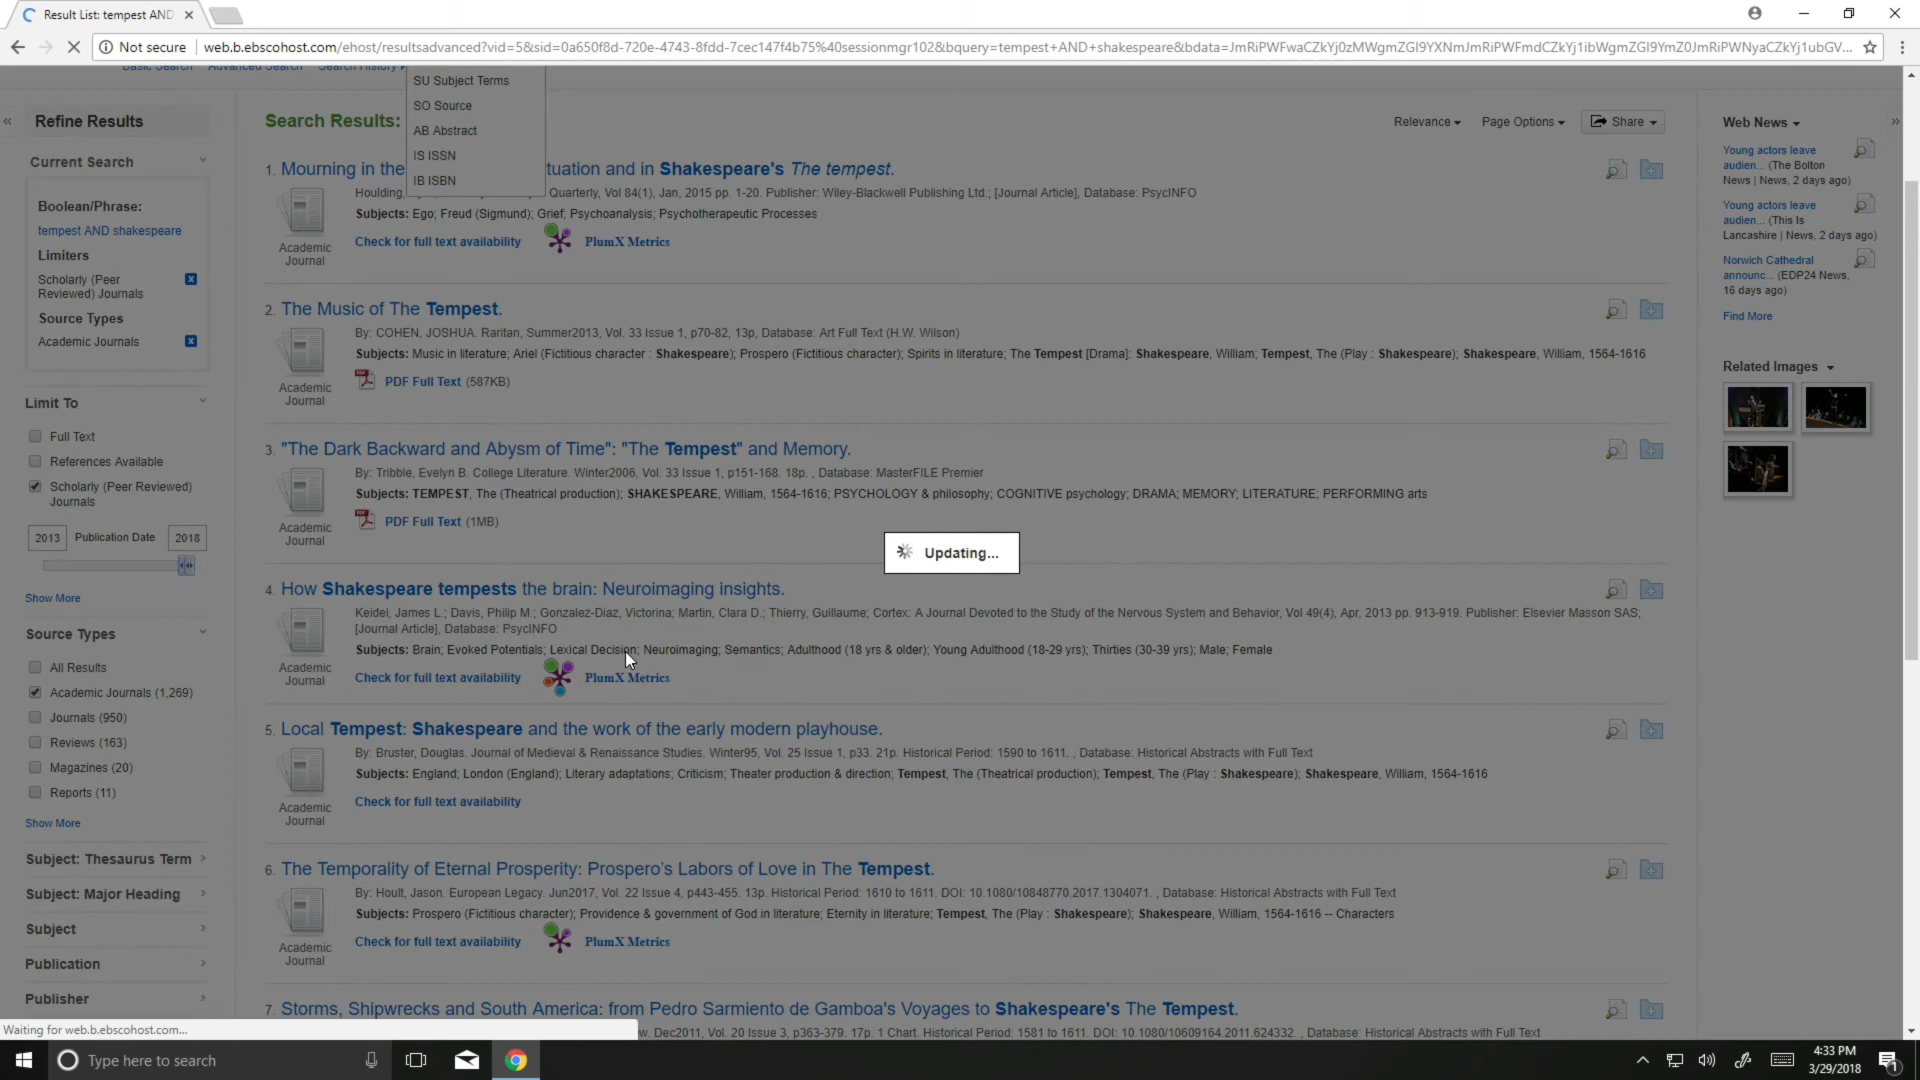 Result List: tempest AND
Not secure
web.b.ebscohost.com/ehost/resultsadvanced?vid=5&sid=0a650f8d-720e-4743-8fdd-7cec147f4b75%40sessionmgr102&bquery=tempest+AND+shakespeare&bdata=JmRiPWFwaCZkYj0zMWgmZGI9YXNmJmRiPWFmdCZkYj1ibWgmZGI9YmZ0JmRiPWNyaCZkYj1ubGV...
Basic Search Advanced Search Search History
SU Subject Terms
SO Source
AB Abstract
IS ISSN
IB ISBN
Refine Results
Current Search
Boolean/Phrase:
tempest AND shakespeare
Limiters
Scholarly (Peer
Reviewed) Journals
Source Types
Academic Journals
Limit To
Full Text
References Available
Scholarly (Peer Reviewed)
Journals
2013 Publication Date 2018
Show More
Source Types
All Results
Academic Journals (1,269)
Journals (950)
Reviews (163)
Magazines (20)
Reports (11)
Show More
Subject: Thesaurus Term
Subject: Major Heading
Subject
Publication
Publisher
Search Results:
Relevance Page Options Share
1. Mourning in the tuation and in Shakespeare's The tempest.
Houlding, Quarterly, Vol 84(1), Jan, 2015 pp. 1-20. Publisher: Wiley-Blackwell Publishing Ltd.; [Journal Article], Database: PsycINFO
Subjects: Ego; Freud (Sigmund); Grief; Psychoanalysis; Psychotherapeutic Processes
Academic
Journal
Check for full text availability PlumX Metrics
2. The Music of The Tempest.
By: COHEN, JOSHUA. Raritan, Summer2013, Vol. 33 Issue 1, p70-82, 13p, Database: Art Full Text (H.W. Wilson)
Subjects: Music in literature; Ariel (Fictitious character : Shakespeare); Prospero (Fictitious character); Spirits in literature; The Tempest [Drama]: Shakespeare, William; Tempest, The (Play : Shakespeare); Shakespeare, William, 1564-1616
Academic
Journal
PDF Full Text (587KB)
3. "The Dark Backward and Abysm of Time": "The Tempest" and Memory.
By: Tribble, Evelyn B. College Literature. Winter2006, Vol. 33 Issue 1, p151-168. 18p. , Database: MasterFILE Premier
Subjects: TEMPEST, The (Theatrical production); SHAKESPEARE, William, 1564-1616; PSYCHOLOGY & philosophy; COGNITIVE psychology; DRAMA; MEMORY; LITERATURE; PERFORMING arts
Academic
Journal
PDF Full Text (1MB)
Updating...
4. How Shakespeare tempests the brain: Neuroimaging insights.
Keidel, James L.; Davis, Philip M.; Gonzalez-Diaz, Victorina; Martin, Clara D.; Thierry, Guillaume; Cortex: A Journal Devoted to the Study of the Nervous System and Behavior, Vol 49(4), Apr, 2013 pp. 913-919. Publisher: Elsevier Masson SAS;
[Journal Article], Database: PsycINFO
Subjects: Brain; Evoked Potentials; Lexical Decision; Neuroimaging; Semantics; Adulthood (18 yrs & older); Young Adulthood (18-29 yrs); Thirties (30-39 yrs); Male; Female
Academic
Journal
Check for full text availability PlumX Metrics
5. Local Tempest: Shakespeare and the work of the early modern playhouse.
By: Bruster, Douglas. Journal of Medieval & Renaissance Studies. Winter95, Vol. 25 Issue 1, p33. 21p. Historical Period: 1590 to 1611. , Database: Historical Abstracts with Full Text
Subjects: England; London (England); Literary adaptations; Criticism; Theater production & direction; Tempest, The (Theatrical production); Tempest, The (Play : Shakespeare); Shakespeare, William, 1564-1616
Academic
Journal
Check for full text availability
6. The Temporality of Eternal Prosperity: Prospero's Labors of Love in The Tempest.
By: Hoult, Jason. European Legacy. Jun2017, Vol. 22 Issue 4, p443-455. 13p. Historical Period: 1610 to 1611. DOI: 10.1080/10848770.2017.1304071. , Database: Historical Abstracts with Full Text
Subjects: Prospero (Fictitious character); Providence & government of God in literature; Eternity in literature; Tempest, The (Play : Shakespeare); Shakespeare, William, 1564-1616 -- Characters
Academic
Journal
Check for full text availability PlumX Metrics
7. Storms, Shipwrecks and South America: from Pedro Sarmiento de Gamboa's Voyages to Shakespeare's The Tempest.
w. Dec2011, Vol. 20 Issue 3, p363-379. 17p. 1 Chart. Historical Period: 1581 to 1611. DOI: 10.1080/10609164.2011.624332. , Database: Historical Abstracts with Full Text
Web News
Young actors leave
audien... (The Bolton
News | News, 2 days ago)
Young actors leave
audien... (This Is
Lancashire | News, 2 days ago)
Norwich Cathedral
announc... (EDP24 News,
16 days ago)
Find More
Related Images
Waiting for web.b.ebscohost.com...
Type here to search
4:33 PM
3/29/2018
1